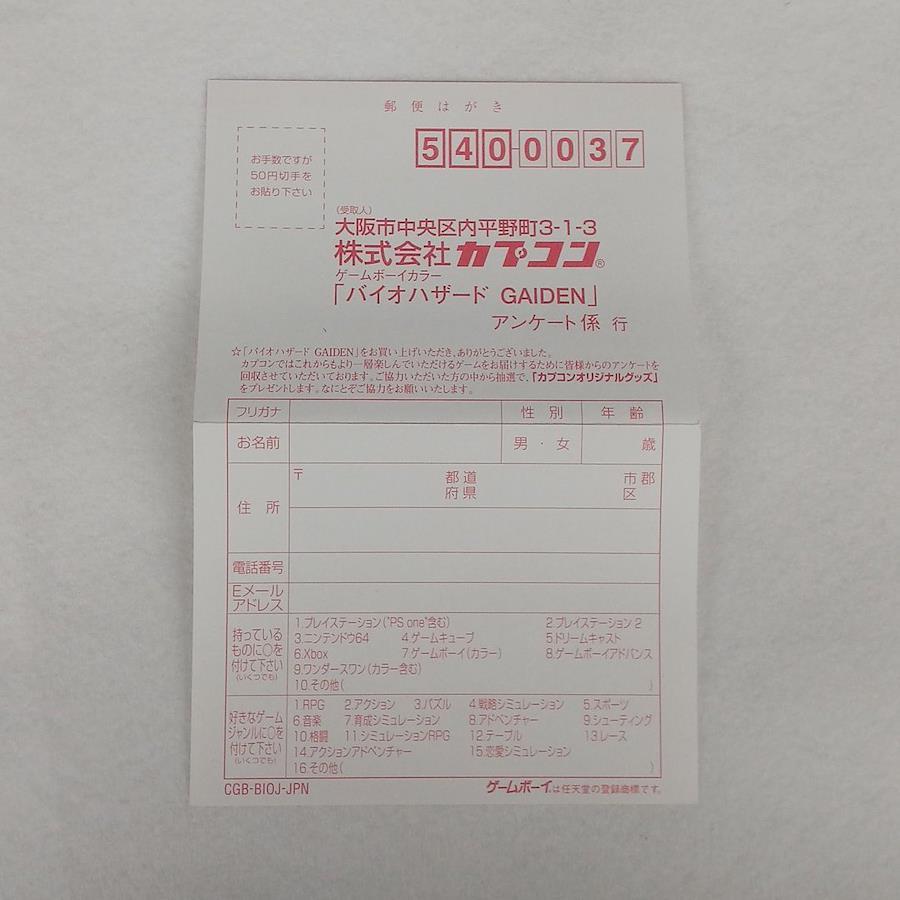 郵便はがき
5400037
お手数ですが
50円切手を
お貼り下さい
(受取人)
大阪市中央区内平野町3-1-3
株式会社カプコン®
ゲームボーイカラー
「バイオハザード GAIDEN」
アンケート係 行
☆「バイオハザード GAIDEN」をお買い上げいただき、ありがとうございました。
カプコンではこれからもより一層楽しんでいただけるゲームをお届けするために皆様からのアンケートを
回収させていただいております。ご協力いただいた方の中から抽選で、「カプコンオリジナルグッズ」
をプレゼントします。なにとぞご協力をお願いいたします。
フリガナ 性別 年齢
お名前 男・女 歳
住所 〒 都道府県 市郡区
電話番号
Eメール
アドレス
持っている
ものに○を
付けて下さい
(いくつでも)
1.プレイステーション("PS one"含む) 2.プレイステーション2
3.ニンテンドウ64 4.ゲームキューブ 5.ドリームキャスト
6.Xbox 7.ゲームボーイ(カラー) 8.ゲームボーイアドバンス
9.ワンダースワン(カラー含む)
10.その他( )
好きなゲーム
ジャンルに○を
付けて下さい
(いくつでも)
1.RPG 2.アクション 3.パズル 4.戦略シミュレーション 5.スポーツ
6.音楽 7.育成シミュレーション 8.アドベンチャー 9.シューティング
10.格闘 11.シミュレーションRPG 12.テーブル 13.レース
14.アクションアドベンチャー 15.恋愛シミュレーション
16.その他( )
CGB-BIOJ-JPN ゲームボーイは任天堂の登録商標です。